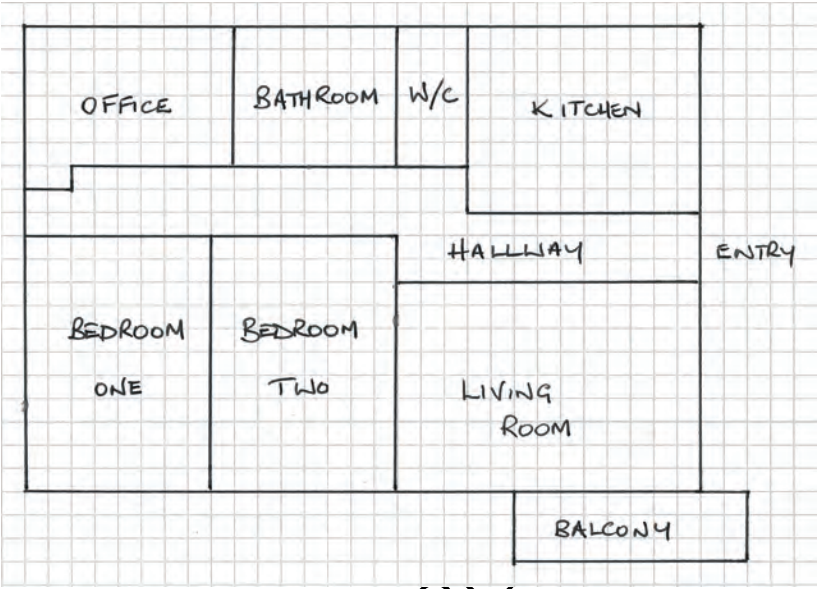 OFFICE
BATHROOM
W/C
KITCHEN
HALLWAY
ENTRY
BEDROOM
ONE
BEDROOM
TWO
LIVING
ROOM
BALCONY